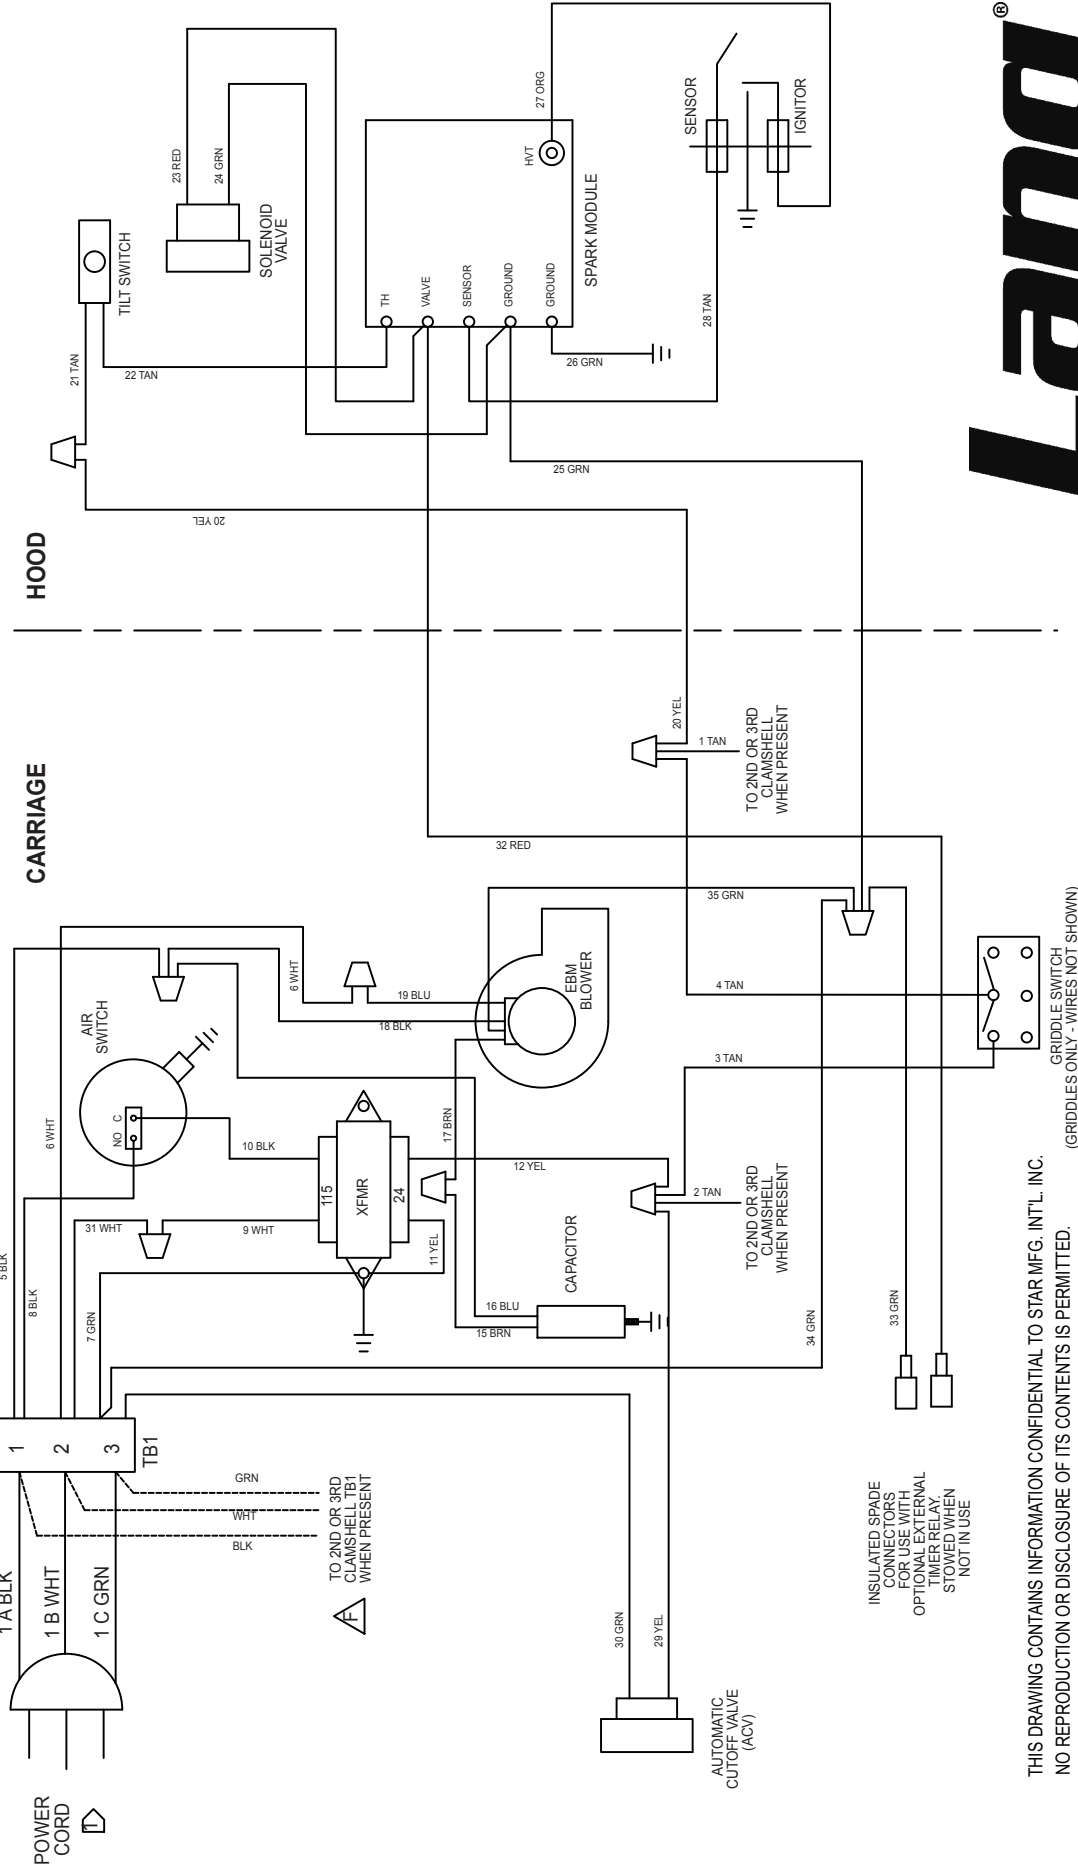 HOOD
CARRIAGE
POWER
CORD
1
1 A BLK
1 B WHT
1 C GRN
1
2
3
TB1
BLK
WHT
GRN
TO 2ND OR 3RD
CLAMSHELL TB1
WHEN PRESENT
F
5 BLK
8 BLK
6 WHT
31 WHT
7 GRN
9 WHT
10 BLK
AIR
SWITCH
NO
C
6 WHT
19 BLU
18 BLK
EBM
BLOWER
17 BRN
115
XFMR
24
11 YEL
12 YEL
16 BLU
15 BRN
CAPACITOR
2 TAN
TO 2ND OR 3RD
CLAMSHELL
WHEN PRESENT
3 TAN
4 TAN
35 GRN
34 GRN
33 GRN
32 RED
20 YEL
1 TAN
TO 2ND OR 3RD
CLAMSHELL
WHEN PRESENT
GRIDDLE SWITCH
(GRIDDLES ONLY - WIRES NOT SHOWN)
30 GRN
29 YEL
AUTOMATIC
CUTOFF VALVE
(ACV)
INSULATED SPADE
CONNECTORS
FOR USE WITH
OPTIONAL EXTERNAL
TIMER RELAY.
STOWED WHEN
NOT IN USE
20 YEL
21 TAN
22 TAN
TILT SWITCH
23 RED
24 GRN
SOLENOID
VALVE
TH
VALVE
SENSOR
GROUND
GROUND
HVT
SPARK MODULE
25 GRN
26 GRN
27 ORG
28 TAN
SENSOR
IGNITOR
THIS DRAWING CONTAINS INFORMATION CONFIDENTIAL TO STAR MFG. INT'L. INC.
NO REPRODUCTION OR DISCLOSURE OF ITS CONTENTS IS PERMITTED.
Lang®